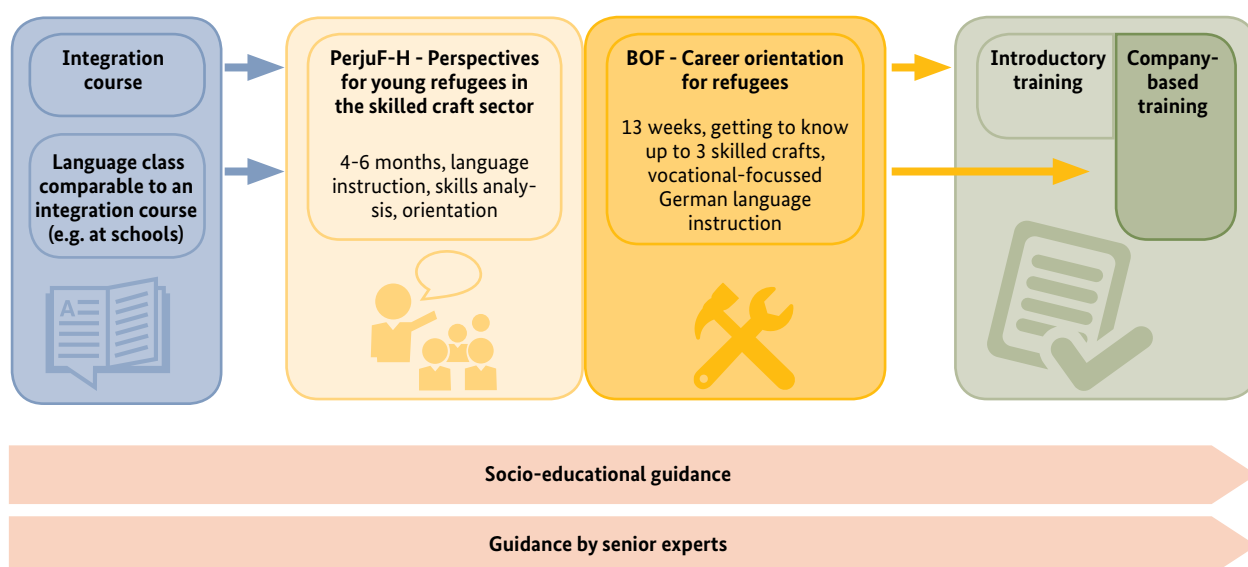 Integration
course
Language class
comparable to an
integration course
(e.g. at schools)
A
PerjuF-H - Perspectives
for young refugees in
the skilled craft sector
4-6 months, language
instruction, skills analy-
sis, orientation
BOF - Career orientation
for refugees
13 weeks, getting to know
up to 3 skilled crafts,
vocational-focussed
German language
instruction
Introductory
training
Company-
based
training
Socio-educational guidance
Guidance by senior experts